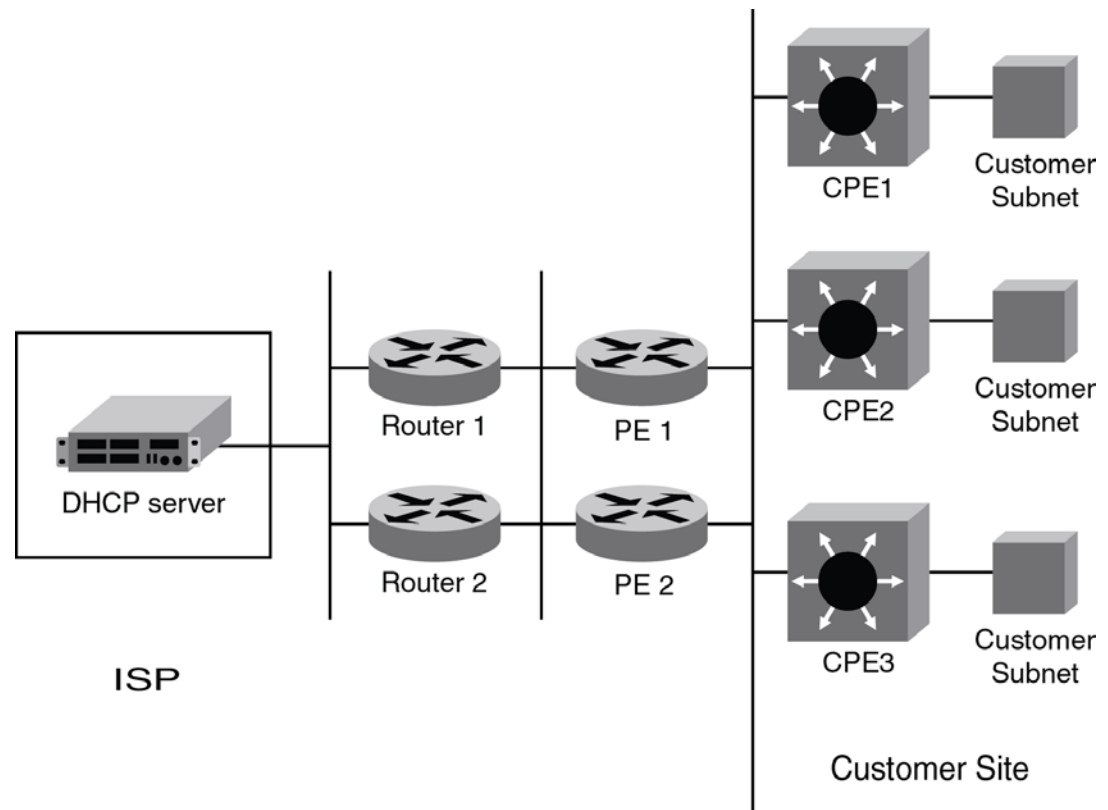 CPE1
Customer
Subnet
CPE2
Customer
Subnet
Router 1
PE 1
DHCP server
Router 2
PE 2
CPE3
Customer
Subnet
ISP
Customer Site